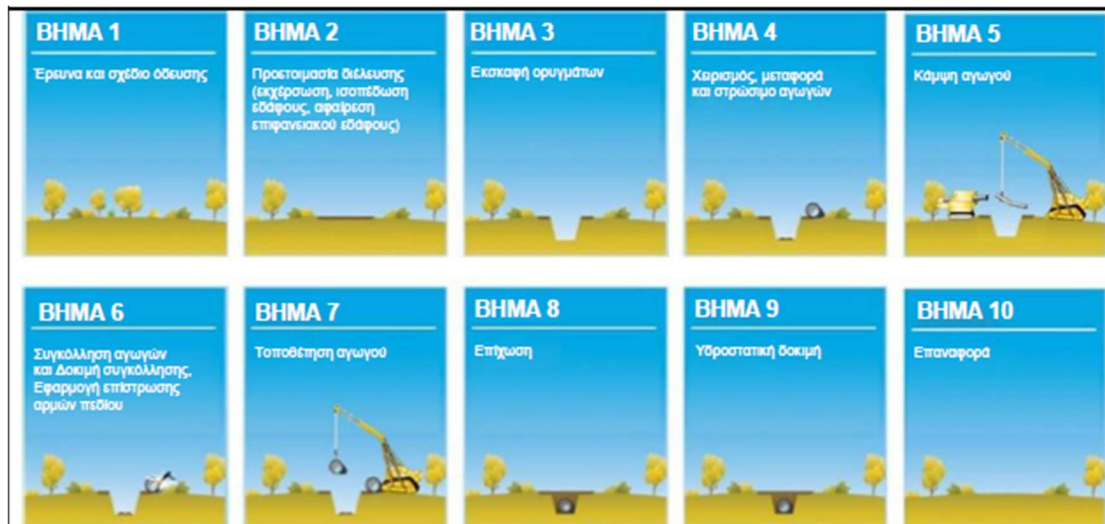 ΒΗΜΑ 1
Έρευνα και σχέδιο όδευσης
ΒΗΜΑ 2
Προετοιμασία διέλευσης
(εκχέρσωση, ισοπέδωση
εδάφους, αφαίρεση
επιφανειακού εδάφους)
ΒΗΜΑ 3
Εκσκαφή ορυγμάτων
ΒΗΜΑ 4
Χειρισμός, μεταφορά
και στρώσιμο αγωγών
ΒΗΜΑ 5
Κάμψη αγωγού
ΒΗΜΑ 6
Συγκόλληση αγωγών
και Δοκιμή συγκόλλησης,
Εφαρμογή επίστρωσης
αρμών πεδίου
ΒΗΜΑ 7
Τοποθέτηση αγωγού
ΒΗΜΑ 8
Επίχωση
ΒΗΜΑ 9
Υδροστατική δοκιμή
ΒΗΜΑ 10
Επαναφορά